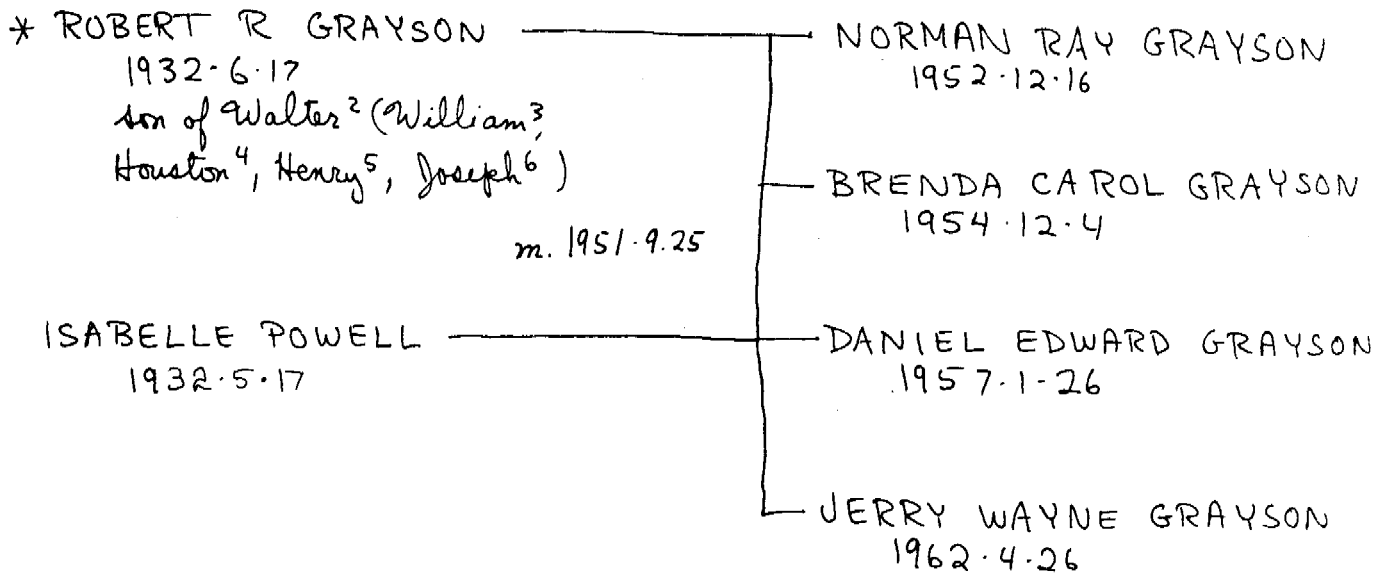 * ROBERT R GRAYSON
1932·6·17
son of Walter² (William³,
Houston⁴, Henry⁵, Joseph⁶)
m. 1951·9.25
ISABELLE POWELL
1932·5·17
NORMAN RAY GRAYSON
1952·12·16
BRENDA CAROL GRAYSON
1954·12·4
DANIEL EDWARD GRAYSON
1957·1-26
JERRY WAYNE GRAYSON
1962·4·26